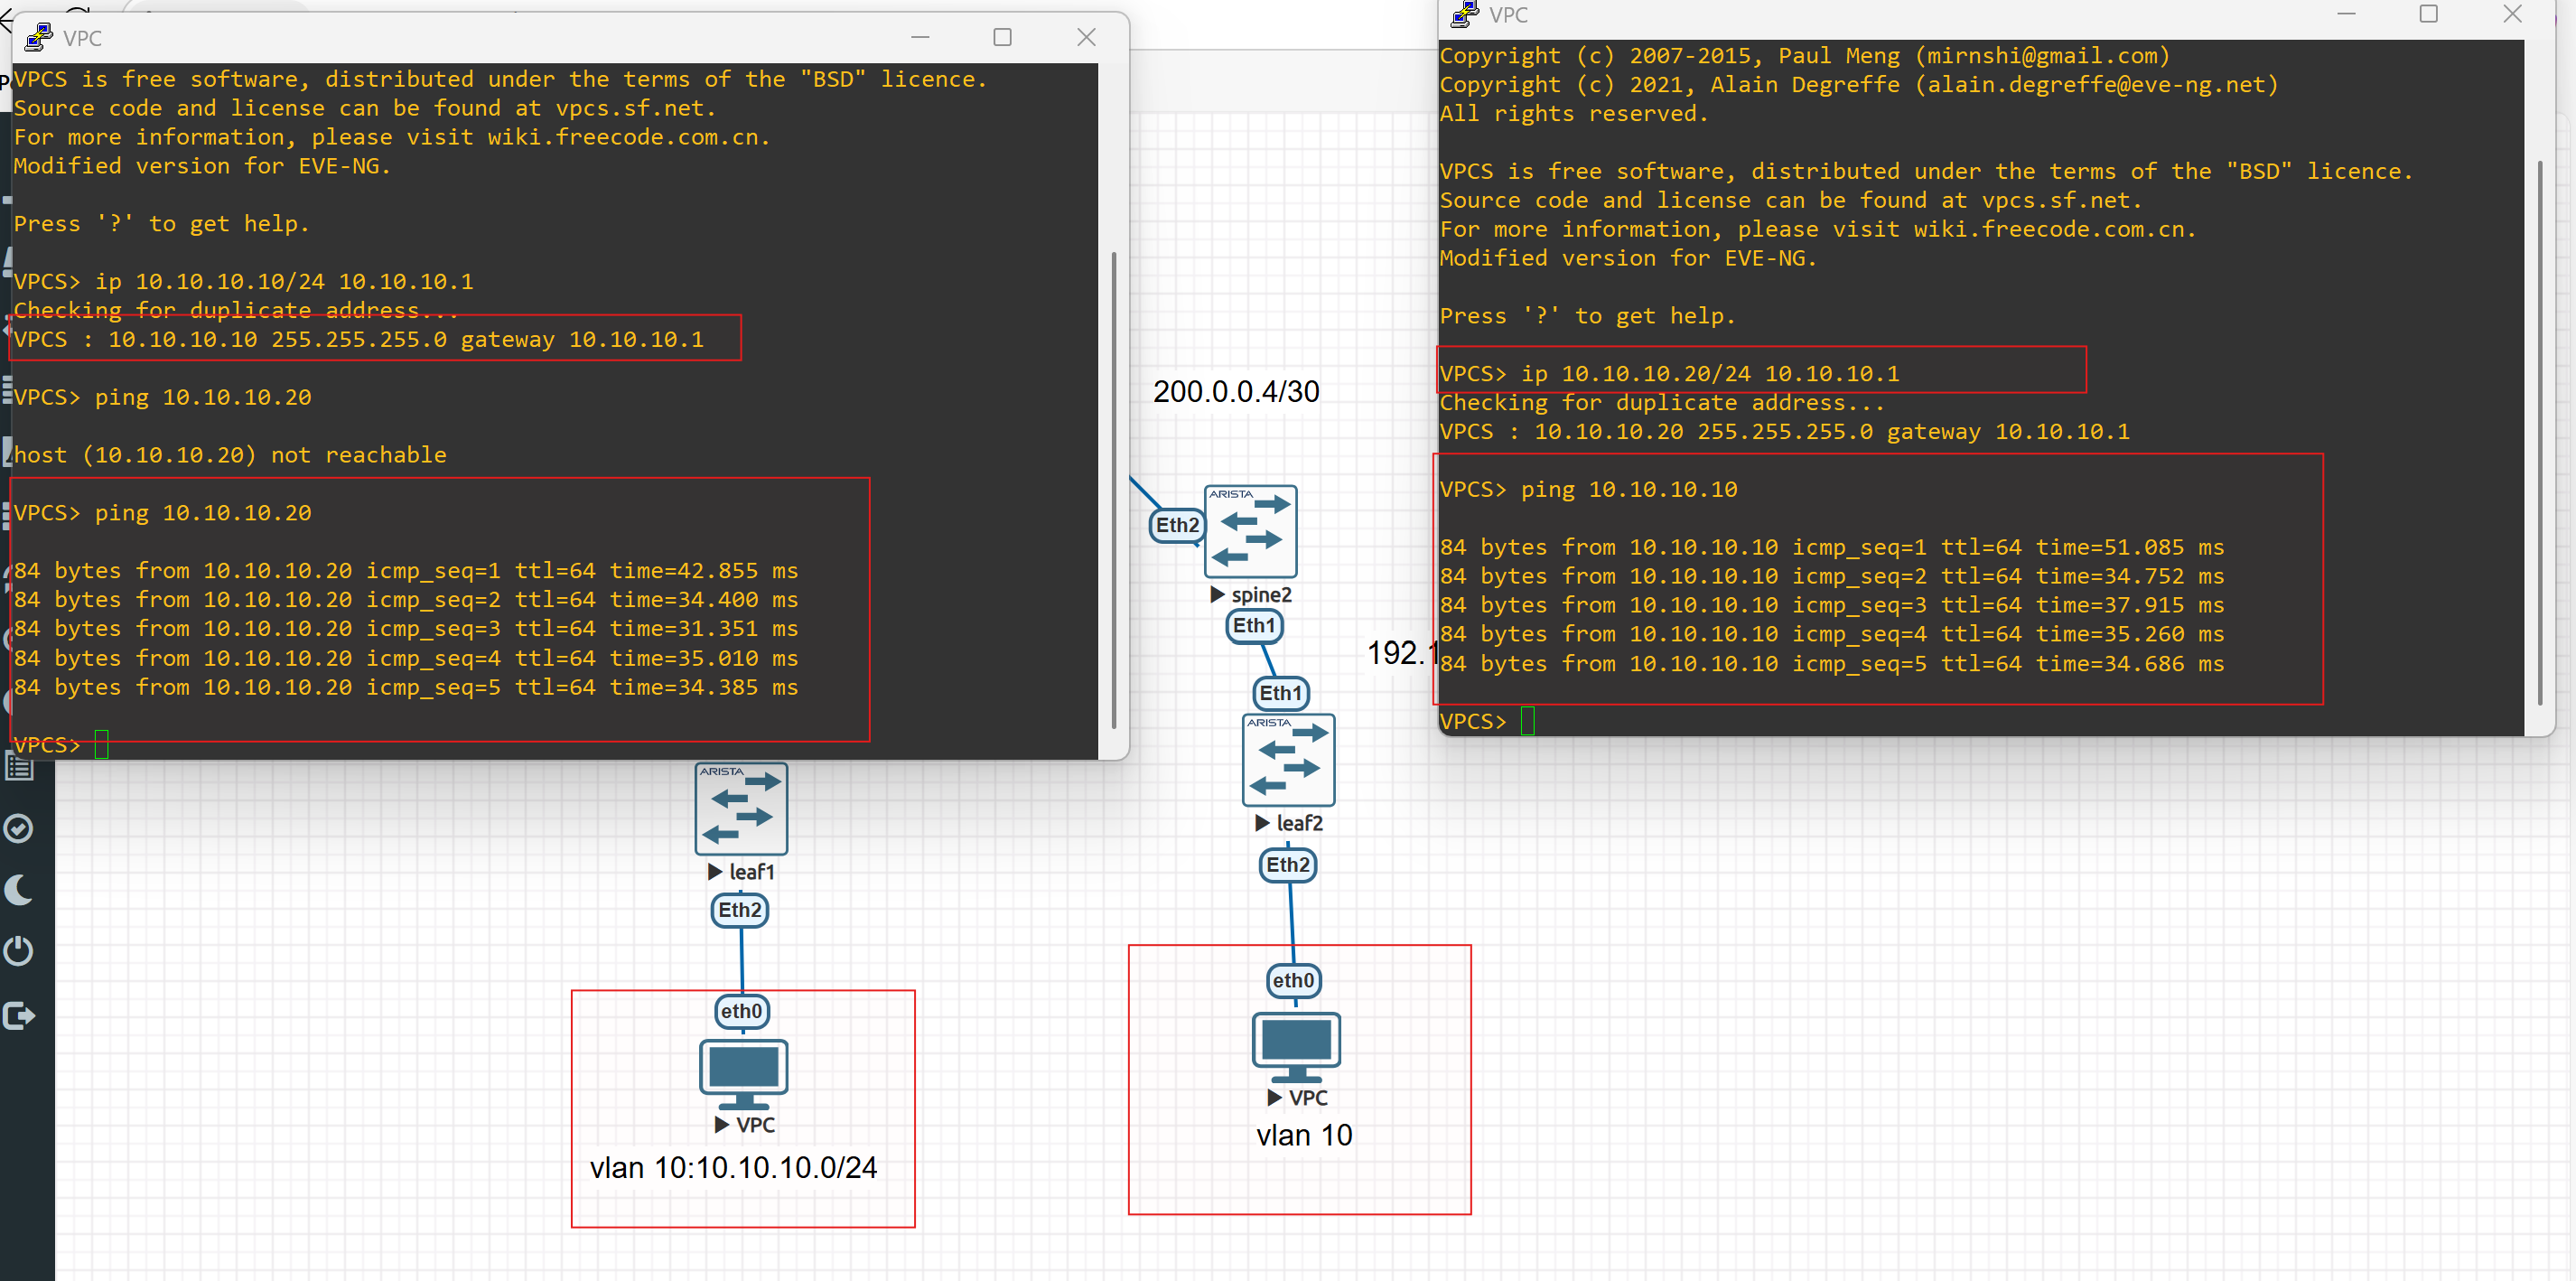 VPC
VPCS is free software, distributed under the terms of the "BSD" licence.
Source code and license can be found at vpcs.sf.net.
For more information, please visit wiki.freecode.com.cn.
Modified version for EVE-NG.
Press '?' to get help.
VPCS> ip 10.10.10.10/24 10.10.10.1
Checking for duplicate address...
VPCS : 10.10.10.10 255.255.255.0 gateway 10.10.10.1
VPCS> ping 10.10.10.20
host (10.10.10.20) not reachable
VPCS> ping 10.10.10.20
84 bytes from 10.10.10.20 icmp_seq=1 ttl=64 time=42.855 ms
84 bytes from 10.10.10.20 icmp_seq=2 ttl=64 time=34.400 ms
84 bytes from 10.10.10.20 icmp_seq=3 ttl=64 time=31.351 ms
84 bytes from 10.10.10.20 icmp_seq=4 ttl=64 time=35.010 ms
84 bytes from 10.10.10.20 icmp_seq=5 ttl=64 time=34.385 ms
VPCS>
VPC
Copyright (c) 2007-2015, Paul Meng (mirnshi@gmail.com)
Copyright (c) 2021, Alain Degreffe (alain.degreffe@eve-ng.net)
All rights reserved.
VPCS is free software, distributed under the terms of the "BSD" licence.
Source code and license can be found at vpcs.sf.net.
For more information, please visit wiki.freecode.com.cn.
Modified version for EVE-NG.
Press '?' to get help.
VPCS> ip 10.10.10.20/24 10.10.10.1
Checking for duplicate address...
VPCS : 10.10.10.20 255.255.255.0 gateway 10.10.10.1
VPCS> ping 10.10.10.10
84 bytes from 10.10.10.10 icmp_seq=1 ttl=64 time=51.085 ms
84 bytes from 10.10.10.10 icmp_seq=2 ttl=64 time=34.752 ms
84 bytes from 10.10.10.10 icmp_seq=3 ttl=64 time=37.915 ms
84 bytes from 10.10.10.10 icmp_seq=4 ttl=64 time=35.260 ms
84 bytes from 10.10.10.10 icmp_seq=5 ttl=64 time=34.686 ms
VPCS>
200.0.0.4/30
ARISTA
Eth2
spine2
Eth1
192.1
Eth1
ARISTA
leaf2
Eth2
eth0
VPC
vlan 10
ARISTA
leaf1
Eth2
eth0
VPC
vlan 10:10.10.10.0/24